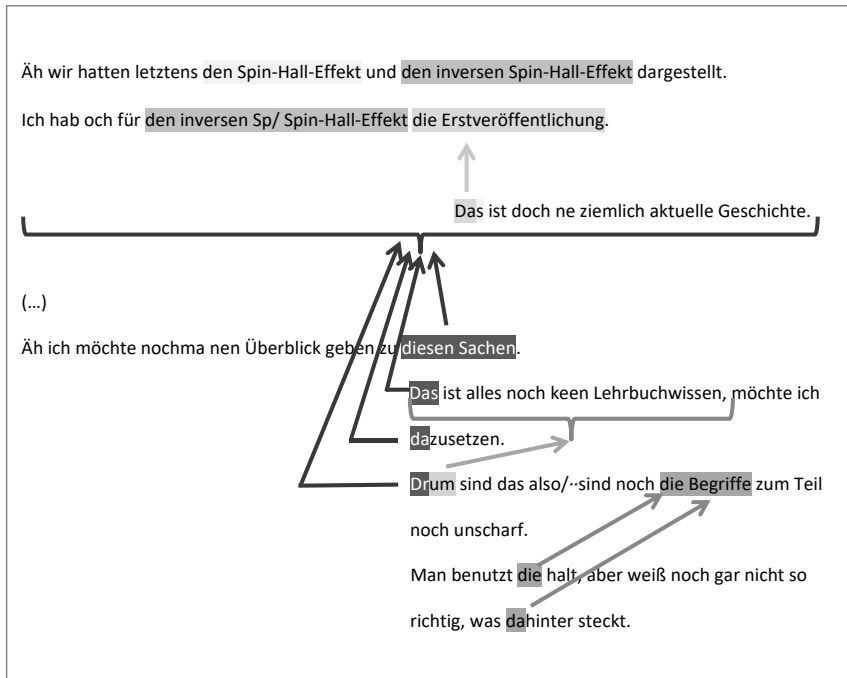 Äh wir hatten letztens den Spin-Hall-Effekt und den inversen Spin-Hall-Effekt dargestellt.
Ich hab och für den inversen Sp/ Spin-Hall-Effekt die Erstveröffentlichung.
Das ist doch ne ziemlich aktuelle Geschichte.
(...)
Äh ich möchte nochma nen Überblick geben zu diesen Sachen.
Das ist alles noch keen Lehrbuchwissen, möchte ich
dazusetzen.
Drum sind das also/··sind noch die Begriffe zum Teil
noch unscharf.
Man benutzt die halt, aber weiß noch gar nicht so
richtig, was dahinter steckt.